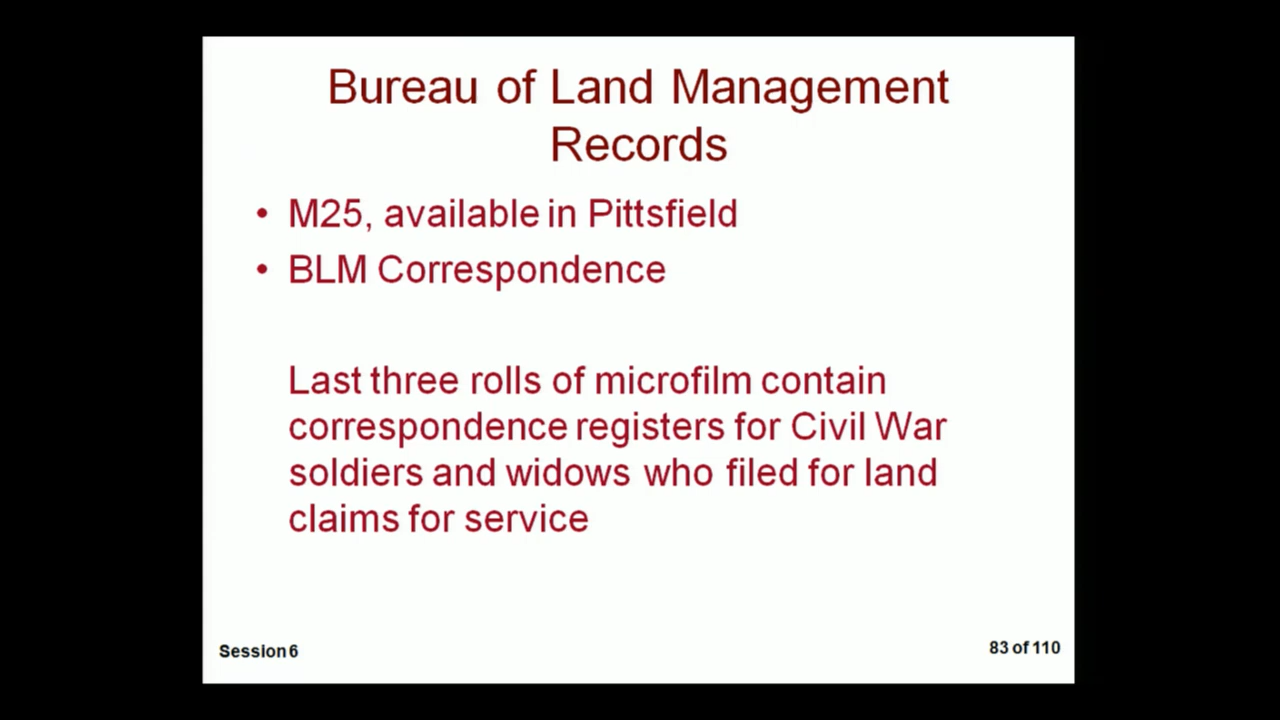 Bureau of Land Management
Records
• M25, available in Pittsfield
• BLM Correspondence
Last three rolls of microfilm contain
correspondence registers for Civil War
soldiers and widows who filed for land
claims for service
Session 6
83 of 110